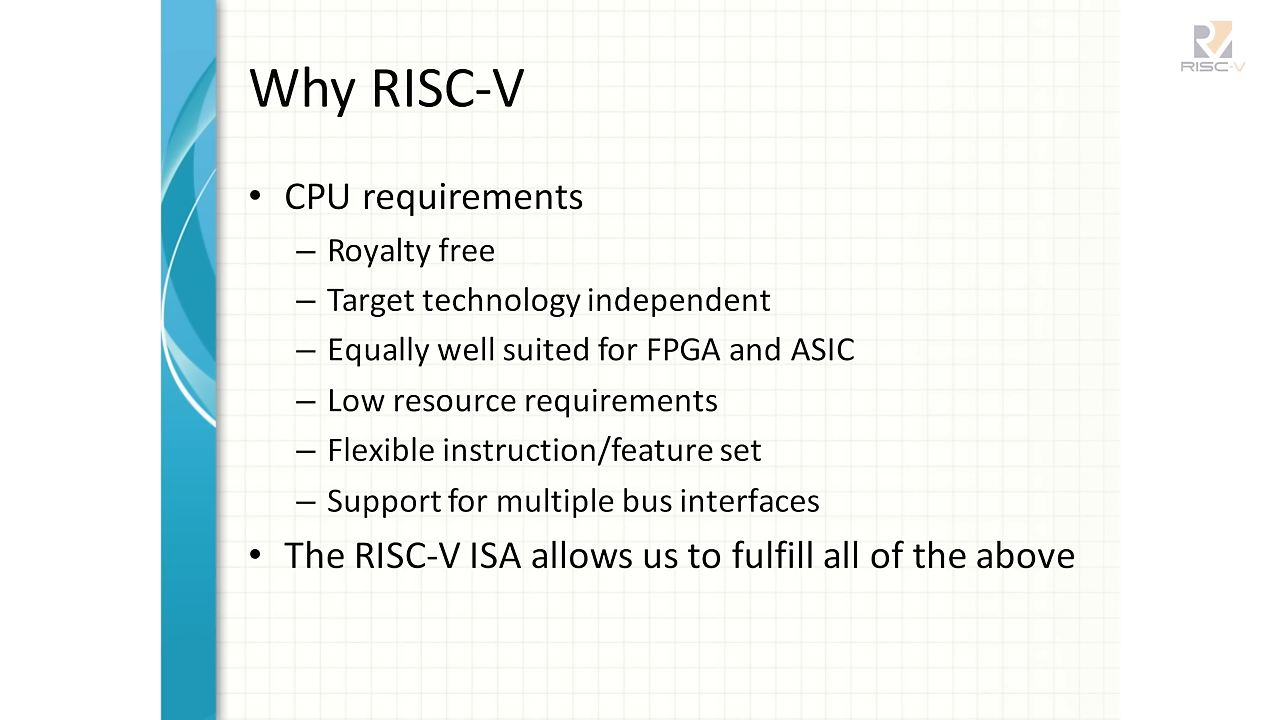 RISC-V
Why RISC-V
• CPU requirements
– Royalty free
– Target technology independent
– Equally well suited for FPGA and ASIC
– Low resource requirements
– Flexible instruction/feature set
– Support for multiple bus interfaces
• The RISC-V ISA allows us to fulfill all of the above